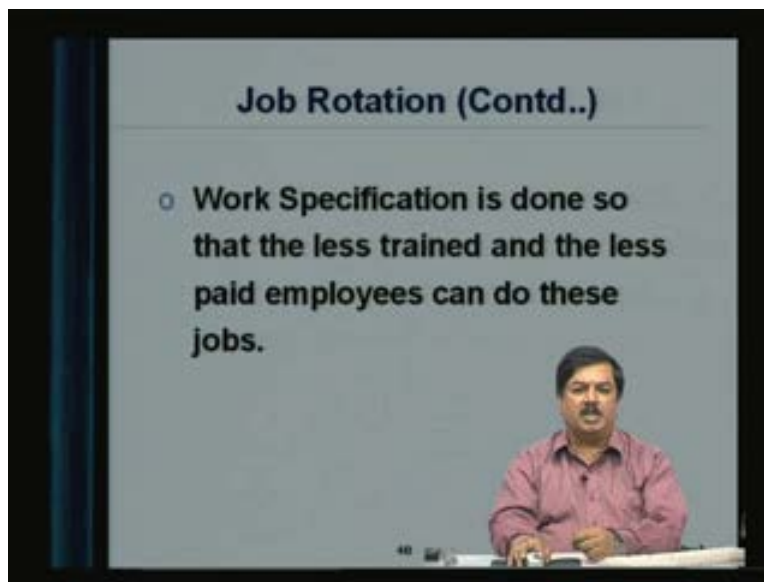 Job Rotation (Contd..)
o Work Specification is done so
that the less trained and the less
paid employees can do these
jobs.
40